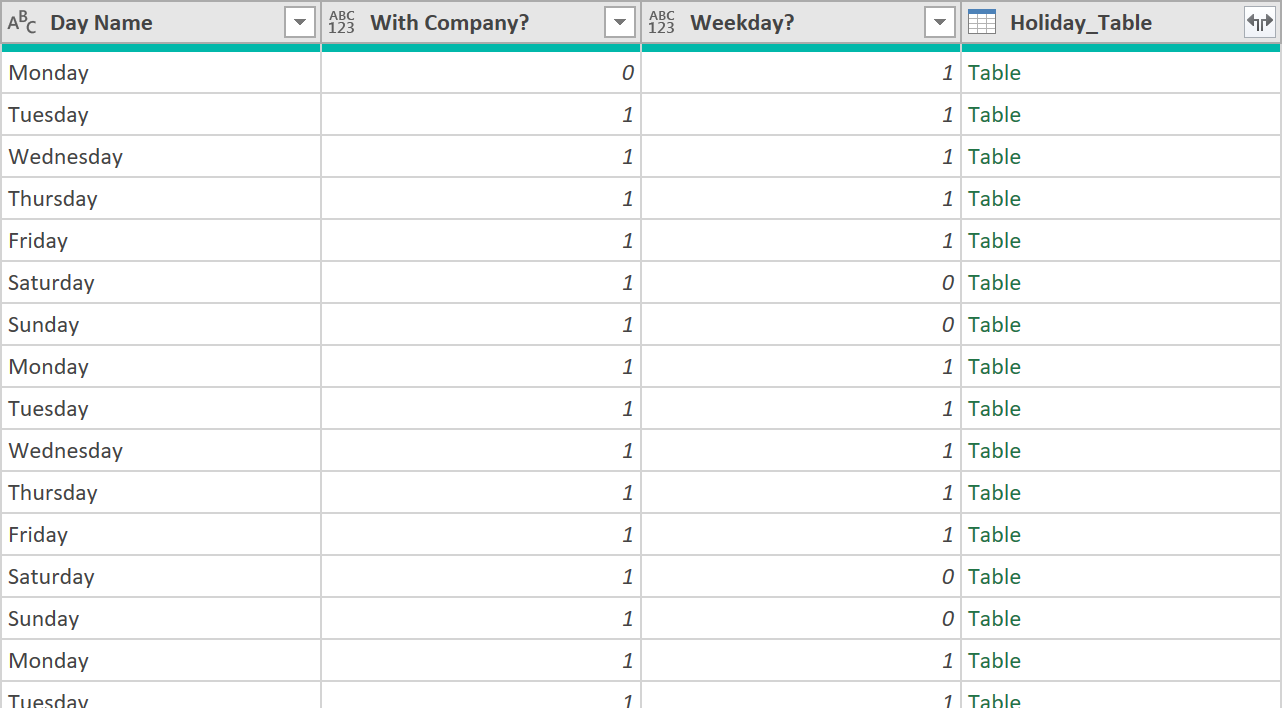 ABC Day Name ABC 123 With Company? ABC 123 Weekday? Holiday_Table
Monday 0 1 Table
Tuesday 1 1 Table
Wednesday 1 1 Table
Thursday 1 1 Table
Friday 1 1 Table
Saturday 1 0 Table
Sunday 1 0 Table
Monday 1 1 Table
Tuesday 1 1 Table
Wednesday 1 1 Table
Thursday 1 1 Table
Friday 1 1 Table
Saturday 1 0 Table
Sunday 1 0 Table
Monday 1 1 Table
Tuesday 1 1 Table